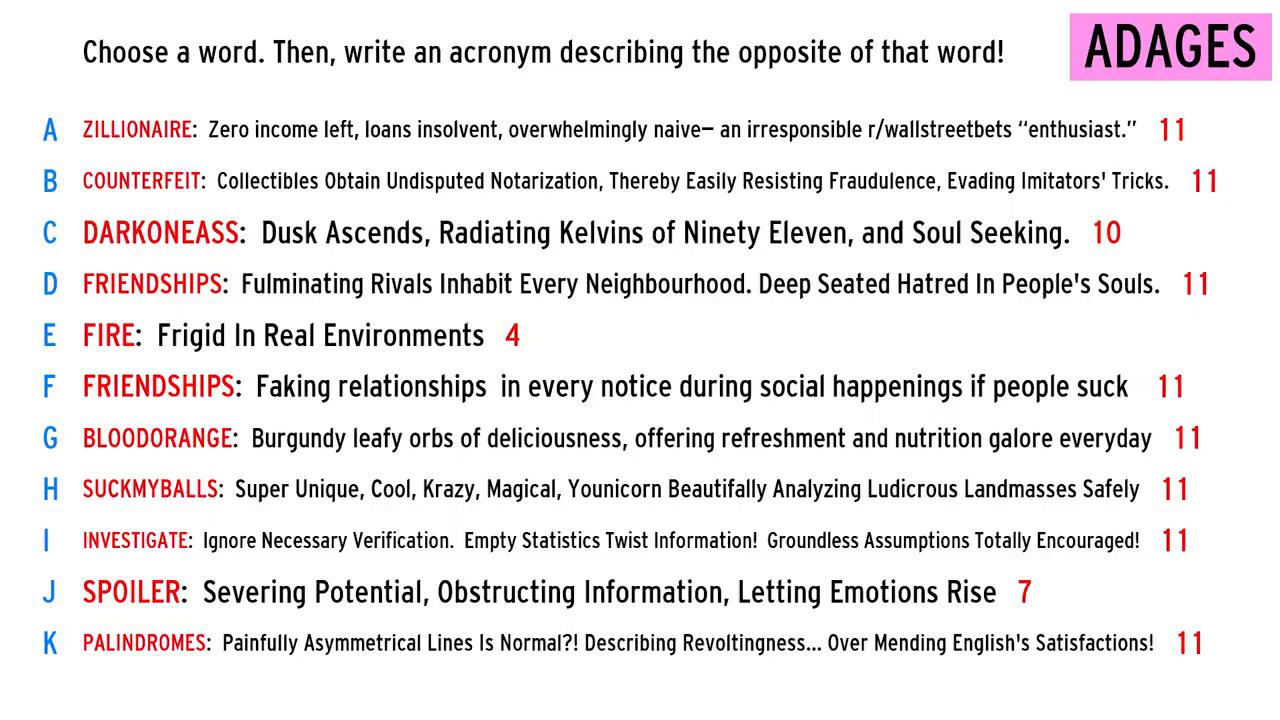 Choose a word. Then, write an acronym describing the opposite of that word!
ADAGES
A ZILLIONAIRE: Zero income left, loans insolvent, overwhelmingly naive— an irresponsible r/wallstreetbets “enthusiast.” 11
B COUNTERFEIT: Collectibles Obtain Undisputed Notarization, Thereby Easily Resisting Fraudulence, Evading Imitators' Tricks. 11
C DARKONEASS: Dusk Ascends, Radiating Kelvins of Ninety Eleven, and Soul Seeking. 10
D FRIENDSHIPS: Fulminating Rivals Inhabit Every Neighbourhood. Deep Seated Hatred In People's Souls. 11
E FIRE: Frigid In Real Environments 4
F FRIENDSHIPS: Faking relationships in every notice during social happenings if people suck 11
G BLOODORANGE: Burgundy leafy orbs of deliciousness, offering refreshment and nutrition galore everyday 11
H SUCKMYBALLS: Super Unique, Cool, Krazy, Magical, Younicorn Beautifally Analyzing Ludicrous Landmasses Safely 11
I INVESTIGATE: Ignore Necessary Verification. Empty Statistics Twist Information! Groundless Assumptions Totally Encouraged! 11
J SPOILER: Severing Potential, Obstructing Information, Letting Emotions Rise 7
K PALINDROMES: Painfully Asymmetrical Lines Is Normal?! Describing Revoltingness... Over Mending English's Satisfactions! 11